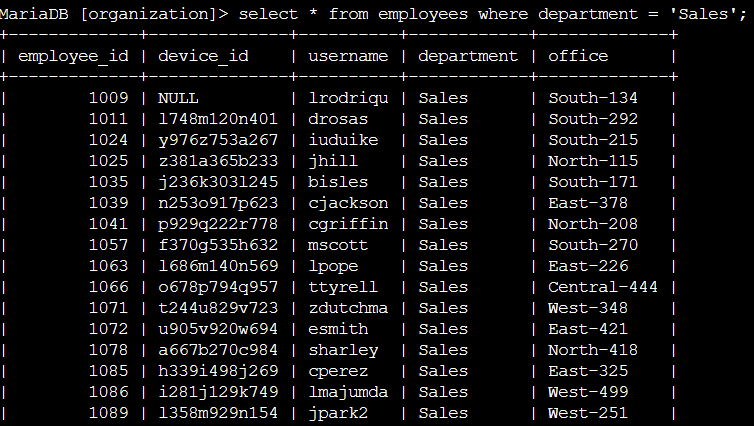 MariaDB [organization]> select * from employees where department = 'Sales';
+-------------+--------------+----------+------------+-------------+
| employee_id | device_id    | username | department | office      |
+-------------+--------------+----------+------------+-------------+
|        1009 | NULL         | lrodriqu | Sales      | South-134   |
|        1011 | l748m120n401 | drosas   | Sales      | South-292   |
|        1024 | y976z753a267 | iuduike  | Sales      | South-215   |
|        1025 | z381a365b233 | jhill    | Sales      | North-115   |
|        1035 | j236k303l245 | bisles   | Sales      | South-171   |
|        1039 | n253o917p623 | cjackson | Sales      | East-378    |
|        1041 | p929q222r778 | cgriffin | Sales      | North-208   |
|        1057 | f370g535h632 | mscott   | Sales      | South-270   |
|        1063 | l686m140n569 | lpope    | Sales      | East-226    |
|        1066 | o678p794q957 | ttyrell  | Sales      | Central-444 |
|        1071 | t244u829v723 | zdutchma | Sales      | West-348    |
|        1072 | u905v920w694 | esmith   | Sales      | East-421    |
|        1078 | a667b270c984 | sharley  | Sales      | North-418   |
|        1085 | h339i498j269 | cperez   | Sales      | East-325    |
|        1086 | i281j129k749 | lmajumda | Sales      | West-499    |
|        1089 | l358m929n154 | jpark2   | Sales      | West-251    |